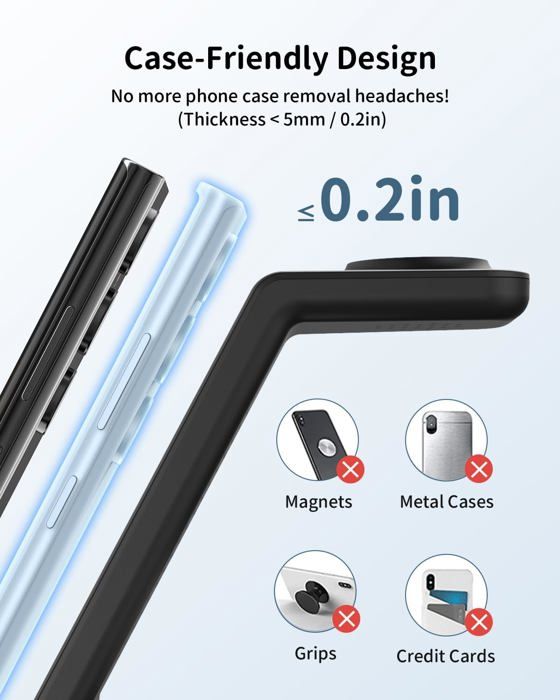 Case-Friendly Design
No more phone case removal headaches!
(Thickness < 5mm / 0.2in)
≤0.2in
Magnets
Metal Cases
Grips
Credit Cards